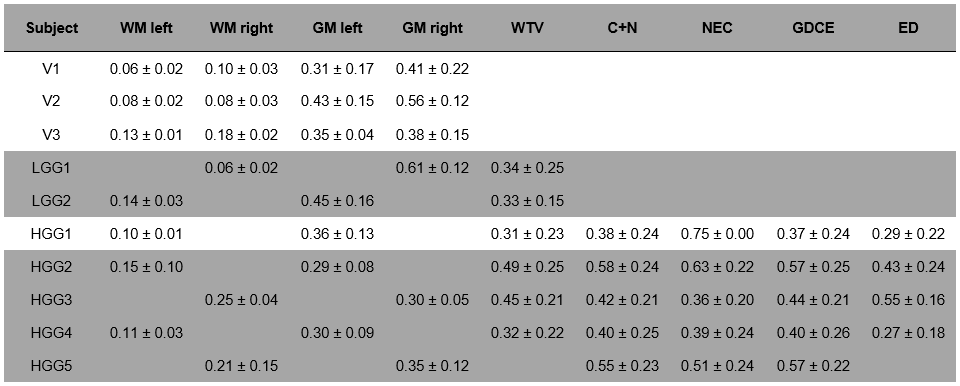 Subject WM left WM right GM left GM right WTV C+N NEC GDCE ED
V1 0.06 ± 0.02 0.10 ± 0.03 0.31 ± 0.17 0.41 ± 0.22
V2 0.08 ± 0.02 0.08 ± 0.03 0.43 ± 0.15 0.56 ± 0.12
V3 0.13 ± 0.01 0.18 ± 0.02 0.35 ± 0.04 0.38 ± 0.15
LGG1 0.06 ± 0.02 0.61 ± 0.12 0.34 ± 0.25
LGG2 0.14 ± 0.03 0.45 ± 0.16 0.33 ± 0.15
HGG1 0.10 ± 0.01 0.36 ± 0.13 0.31 ± 0.23 0.38 ± 0.24 0.75 ± 0.00 0.37 ± 0.24 0.29 ± 0.22
HGG2 0.15 ± 0.10 0.29 ± 0.08 0.49 ± 0.25 0.58 ± 0.24 0.63 ± 0.22 0.57 ± 0.25 0.43 ± 0.24
HGG3 0.25 ± 0.04 0.30 ± 0.05 0.45 ± 0.21 0.42 ± 0.21 0.36 ± 0.20 0.44 ± 0.21 0.55 ± 0.16
HGG4 0.11 ± 0.03 0.30 ± 0.09 0.32 ± 0.22 0.40 ± 0.25 0.39 ± 0.24 0.40 ± 0.26 0.27 ± 0.18
HGG5 0.21 ± 0.15 0.35 ± 0.12 0.55 ± 0.23 0.51 ± 0.24 0.57 ± 0.22